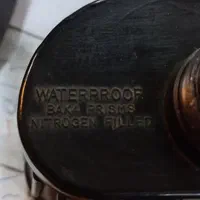 WATERPROOF
BAK4 PRISMS
NITROGEN FILLED